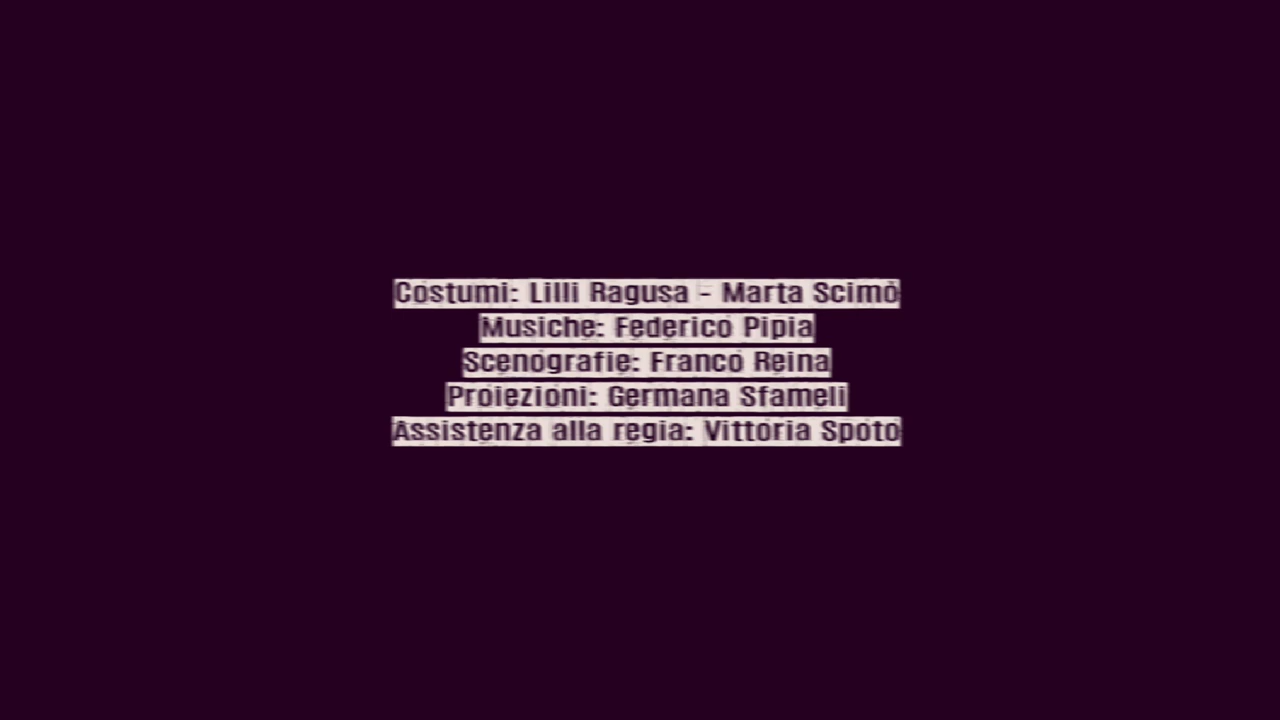 Costumi: Lilli Ragusa - Marta Scimò
Musiche: Federico Pipia
Scenografie: Franco Reina
Proiezioni: Germana Sfameli
Assistenza alla regia: Vittoria Spoto